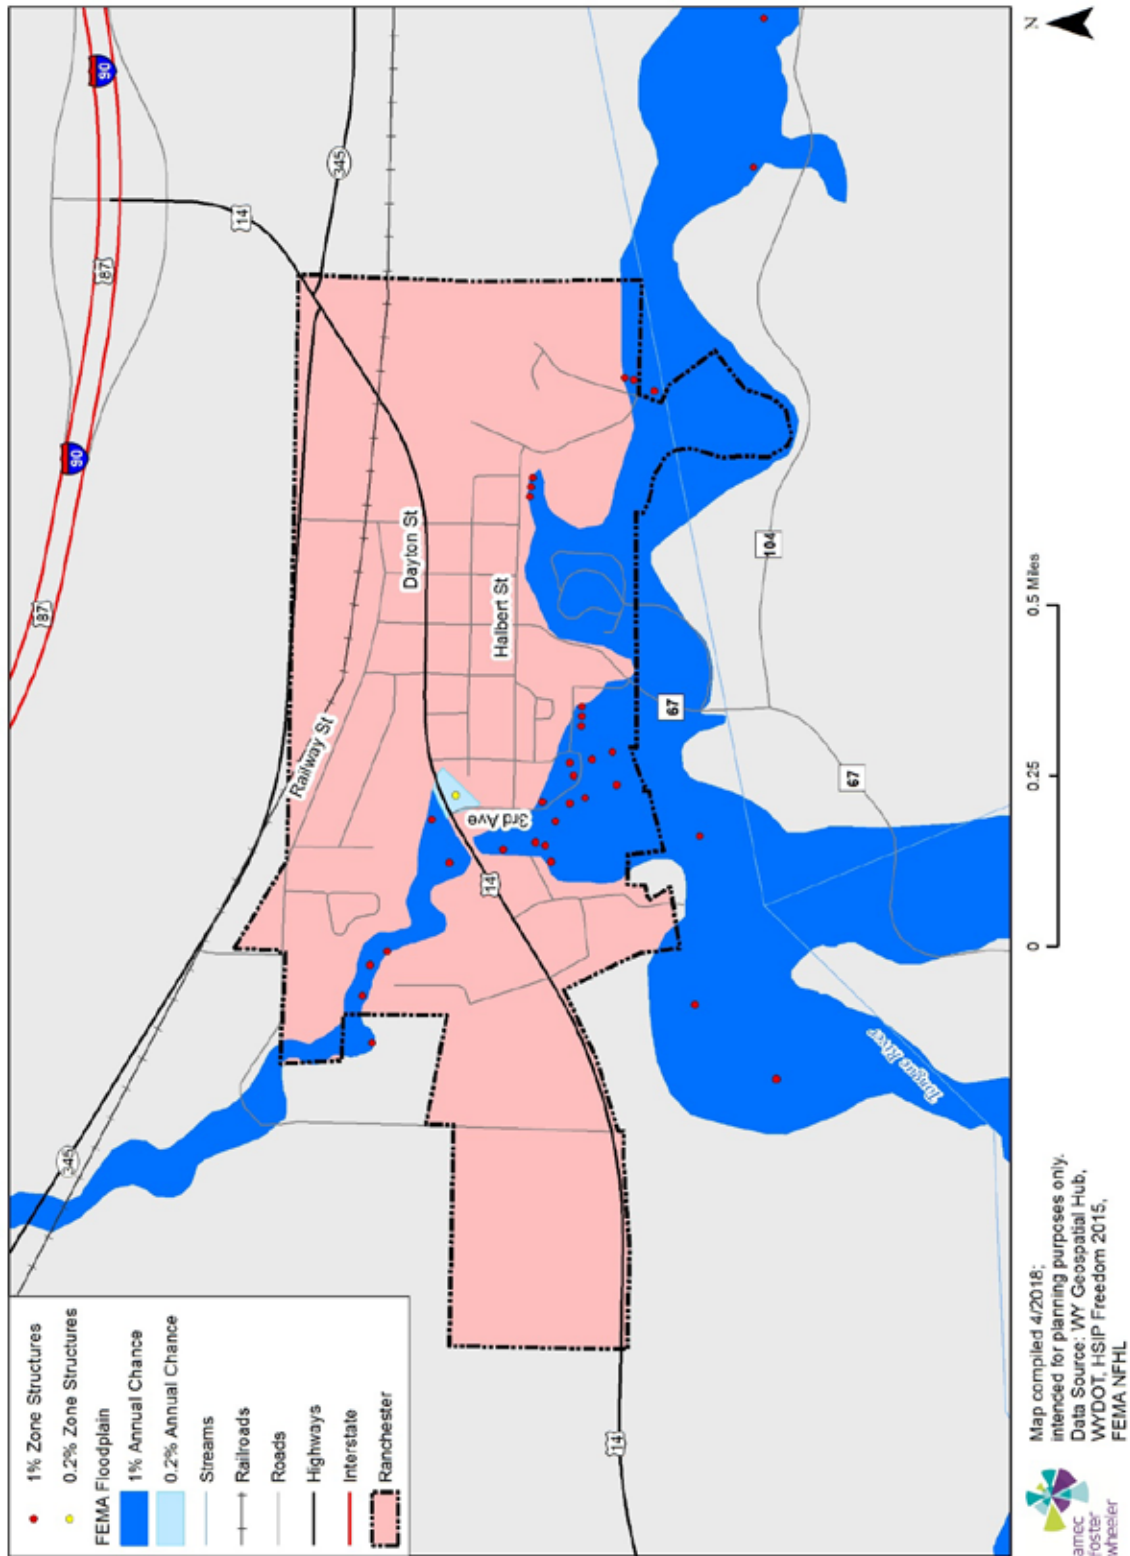 1% Zone Structures
0.2% Zone Structures
FEMA Floodplain
1% Annual Chance
0.2% Annual Chance
Streams
Railroads
Roads
Highways
Interstate
Ranchester
345
14
87
90
87
90
14
345
Railway St
Dayton St
Halbert St
3rd Ave
14
67
104
67
Tongue River
N
0
0.25
0.5 Miles
Map compiled 4/2018;
intended for planning purposes only.
Data Source: WY Geospatial Hub,
WYDOT, HSIP Freedom 2015,
FEMA NFHL
amec
foster
wheeler